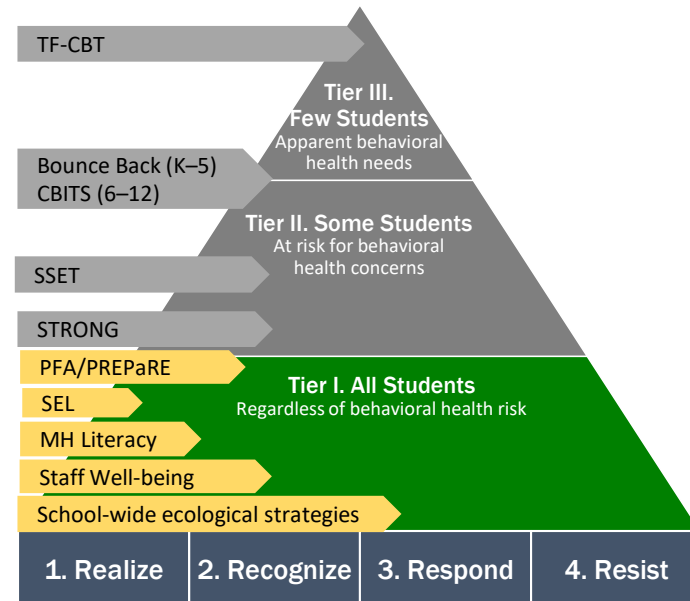 TF-CBT
Tier III.
Few Students
Apparent behavioral
health needs
Bounce Back (K–5)
CBITS (6–12)
Tier II. Some Students
At risk for behavioral
health concerns
SSET
STRONG
PFA/PREPaRE
Tier I. All Students
Regardless of behavioral health risk
SEL
MH Literacy
Staff Well-being
School-wide ecological strategies
1. Realize
2. Recognize
3. Respond
4. Resist